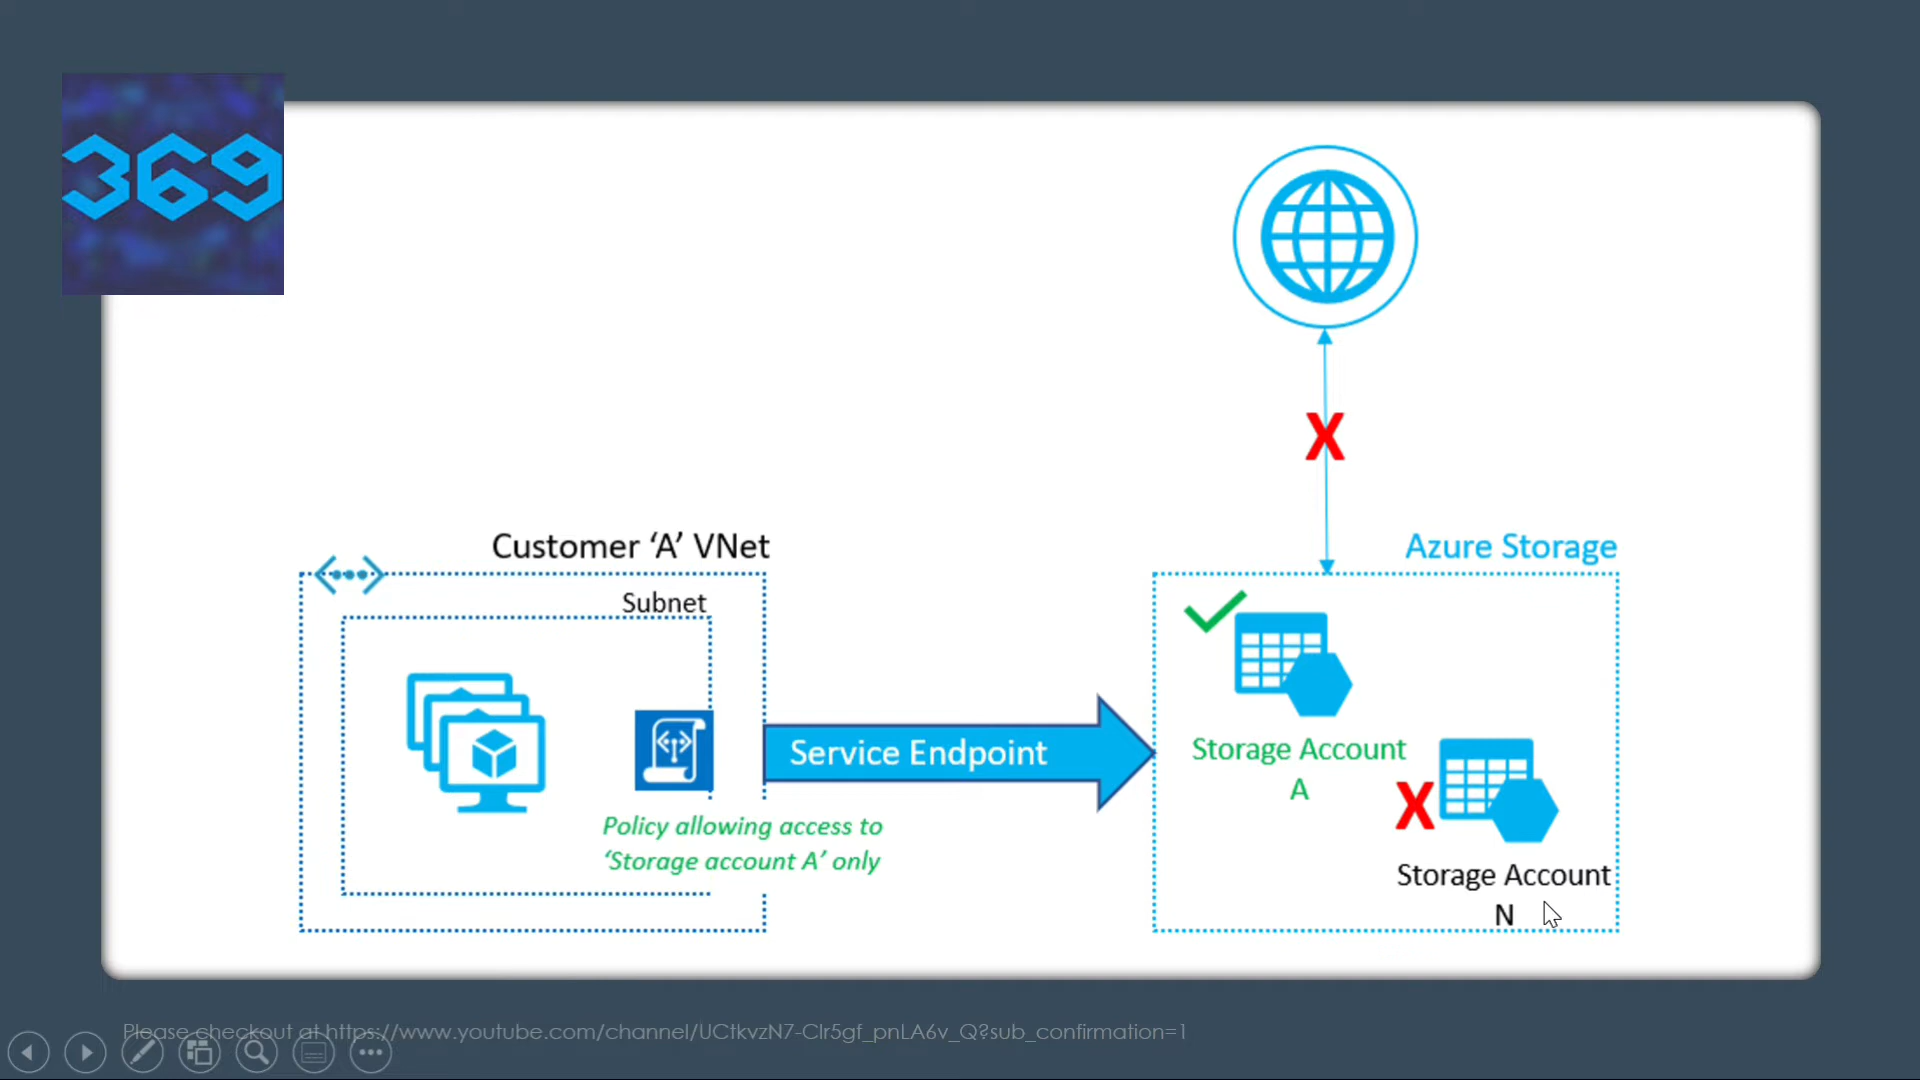 369
Customer ‘A’ VNet
Azure Storage
Subnet
X
Service Endpoint
Storage Account
A
X
Policy allowing access to
‘Storage account A’ only
Storage Account
N
Please checkout at https://www.youtube.com/channel/UCtkvzN7-Clr5gf_pnLA6v_Q?sub_confirmation=1